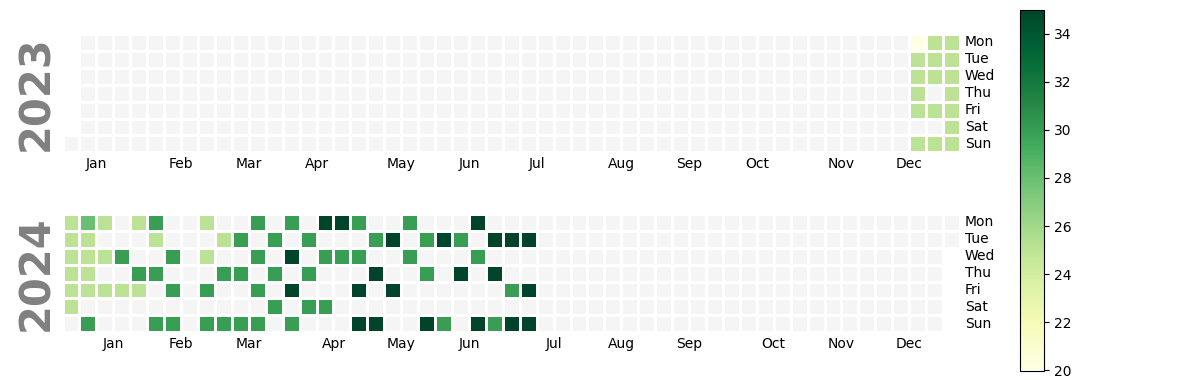 2023
Mon
Tue
Wed
Thu
Fri
Sat
Sun
Jan Feb Mar Apr May Jun Jul Aug Sep Oct Nov Dec
2024
Mon
Tue
Wed
Thu
Fri
Sat
Sun
Jan Feb Mar Apr May Jun Jul Aug Sep Oct Nov Dec
34
32
30
28
26
24
22
20